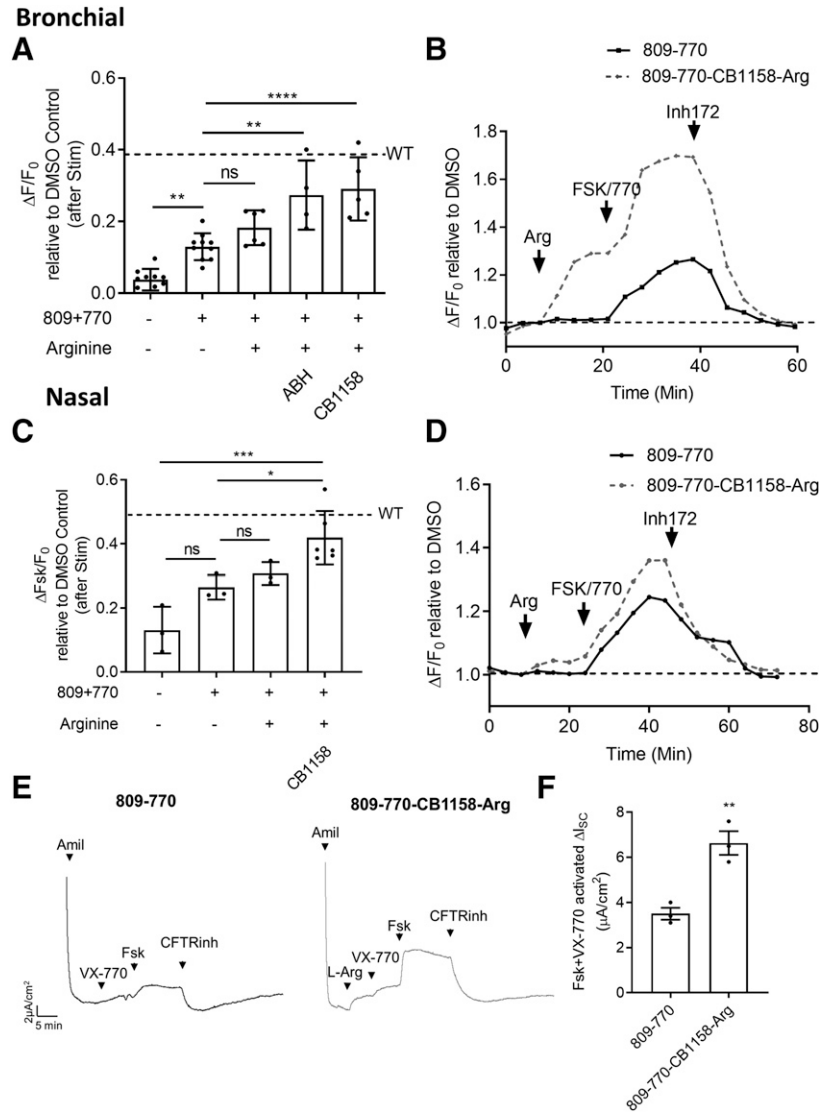 Bronchial
A
ΔF/F0
relative to DMSO Control
(after Stim)
0.6
0.4
0.2
0.0
****
**
ns
**
WT
809+770 - + + + +
Arginine - - + + +
ABH
CB1158
B
809-770
809-770-CB1158-Arg
ΔF/F0 relative to DMSO
1.8
1.6
1.4
1.2
1.0
Arg
FSK/770
Inh172
0 20 40 60
Time (Min)
Nasal
C
ΔFsk/F0
relative to DMSO Control
(after Stim)
0.6
0.4
0.2
0.0
***
*
ns
ns
WT
809+770 - + + +
Arginine - - + +
CB1158
D
809-770
809-770-CB1158-Arg
ΔF/F0 relative to DMSO
1.6
1.4
1.2
1.0
Arg
FSK/770
Inh172
0 20 40 60 80
Time (Min)
E
809-770
Amil
VX-770
Fsk
CFTRinh
2μA/cm²
5 min
809-770-CB1158-Arg
Amil
L-Arg
VX-770
Fsk
CFTRinh
F
Fsk+VX-770 activated ΔISC
(μA/cm²)
8
6
4
2
0
**
809-770
809-770-CB1158-Arg